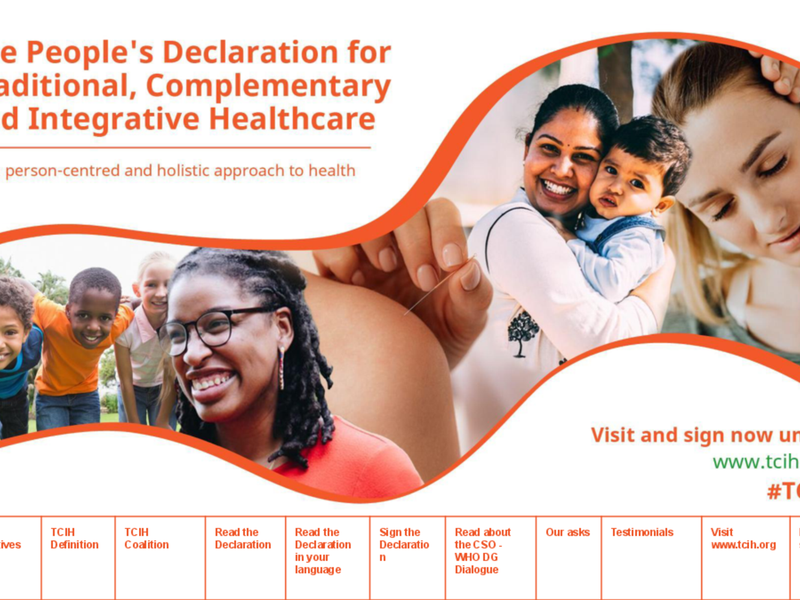 e People's Declaration for
aditional, Complementary
d Integrative Healthcare
person-centred and holistic approach to health
Visit and sign now un
www.tcih
#TC
ives
TCIH
Definition
TCIH
Coalition
Read the
Declaration
Read the
Declaration
in your
language
Sign the
Declaratio
n
Read about
the CSO -
WHO DG
Dialogue
Our asks
Testimonials
Visit
www.tcih.org